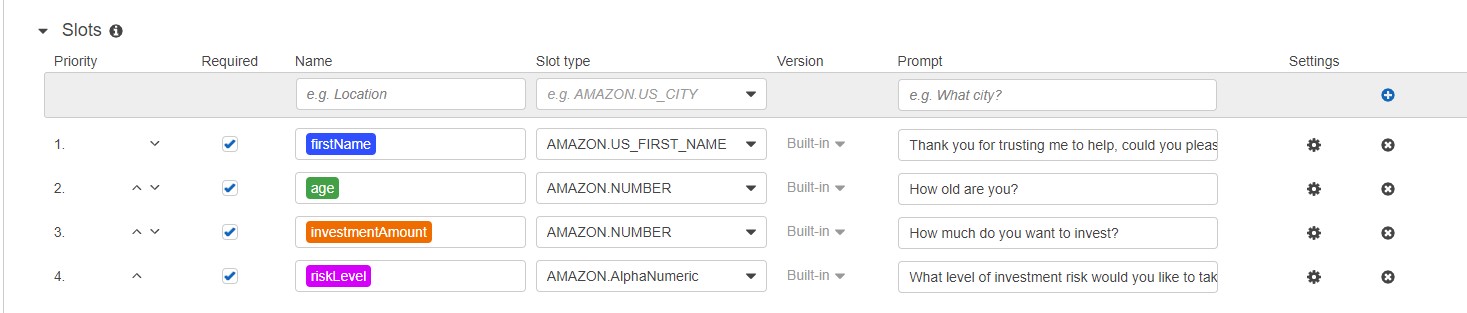 Slots
Priority Required Name Slot type Version Prompt Settings
e.g. Location e.g. AMAZON.US_CITY e.g. What city?
1. firstName AMAZON.US_FIRST_NAME Built-in Thank you for trusting me to help, could you pleas
2. age AMAZON.NUMBER Built-in How old are you?
3. investmentAmount AMAZON.NUMBER Built-in How much do you want to invest?
4. riskLevel AMAZON.AlphaNumeric Built-in What level of investment risk would you like to tak